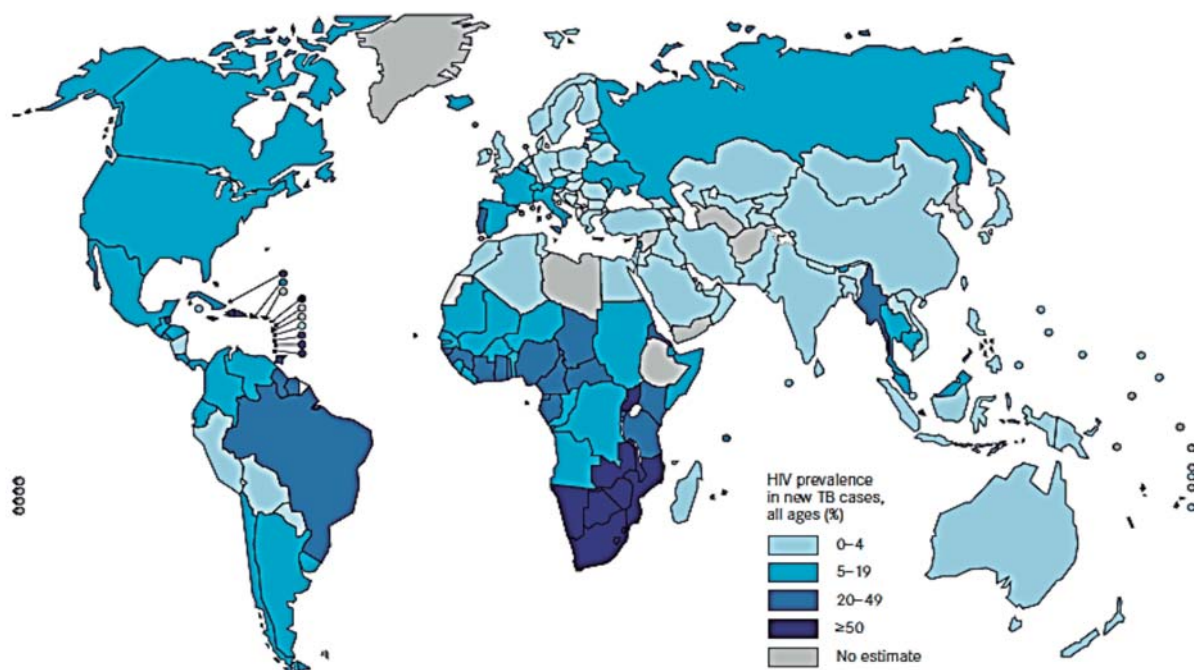 HIV prevalence
in new TB cases,
all ages (%)
0–4
5–19
20–49
≥50
No estimate